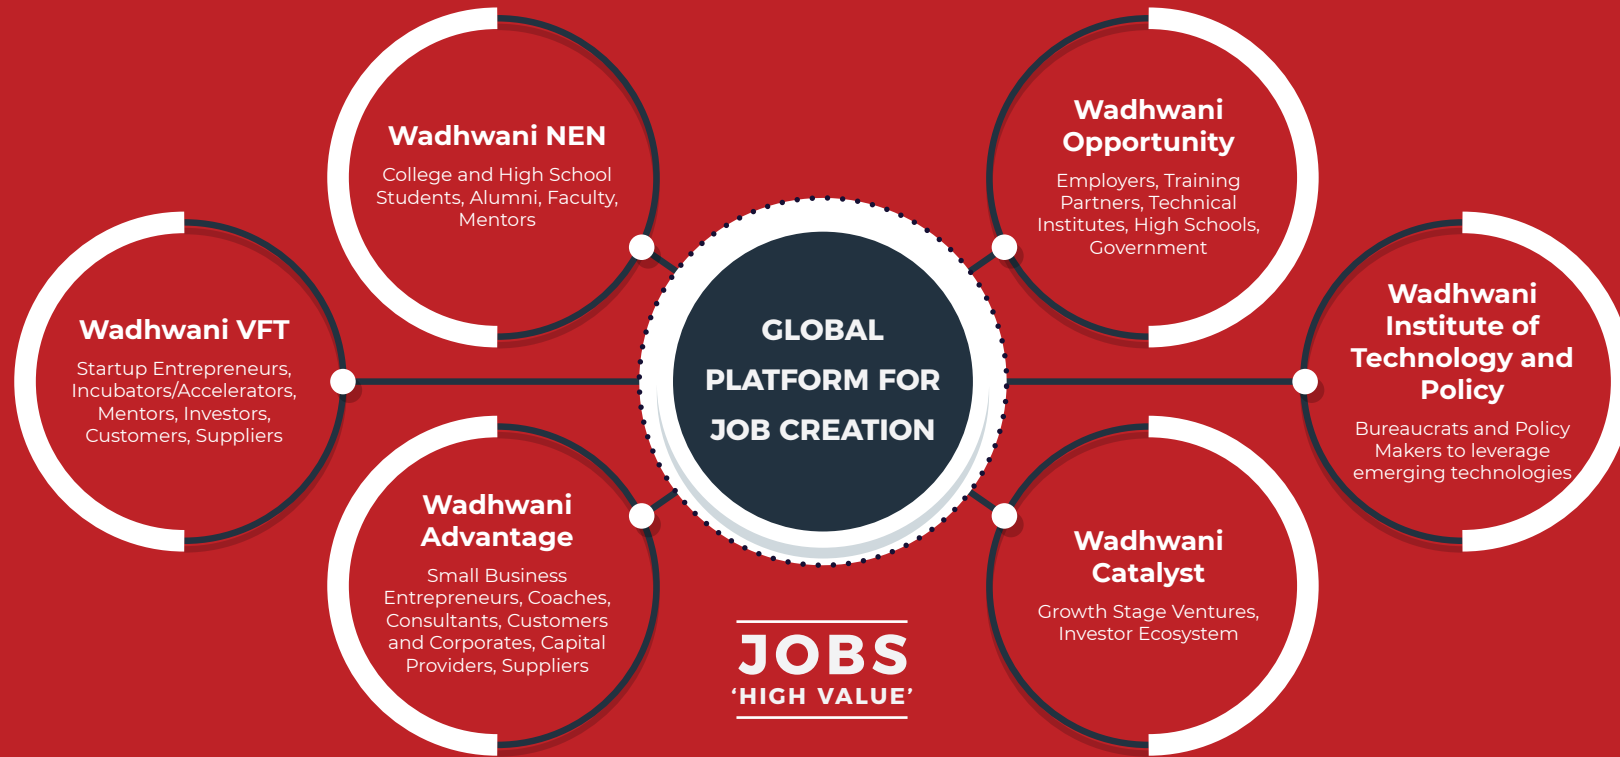 Wadhwani NEN
College and High School
Students, Alumni, Faculty,
Mentors
Wadhwani
Opportunity
Employers, Training
Partners, Technical
Institutes, High Schools,
Government
Wadhwani VFT
Startup Entrepreneurs,
Incubators/Accelerators,
Mentors, Investors,
Customers, Suppliers
GLOBAL
PLATFORM FOR
JOB CREATION
Wadhwani
Institute of
Technology and
Policy
Bureaucrats and Policy
Makers to leverage
emerging technologies
Wadhwani
Advantage
Small Business
Entrepreneurs, Coaches,
Consultants, Customers
and Corporates, Capital
Providers, Suppliers
Wadhwani
Catalyst
Growth Stage Ventures,
Investor Ecosystem
JOBS
‘HIGH VALUE’